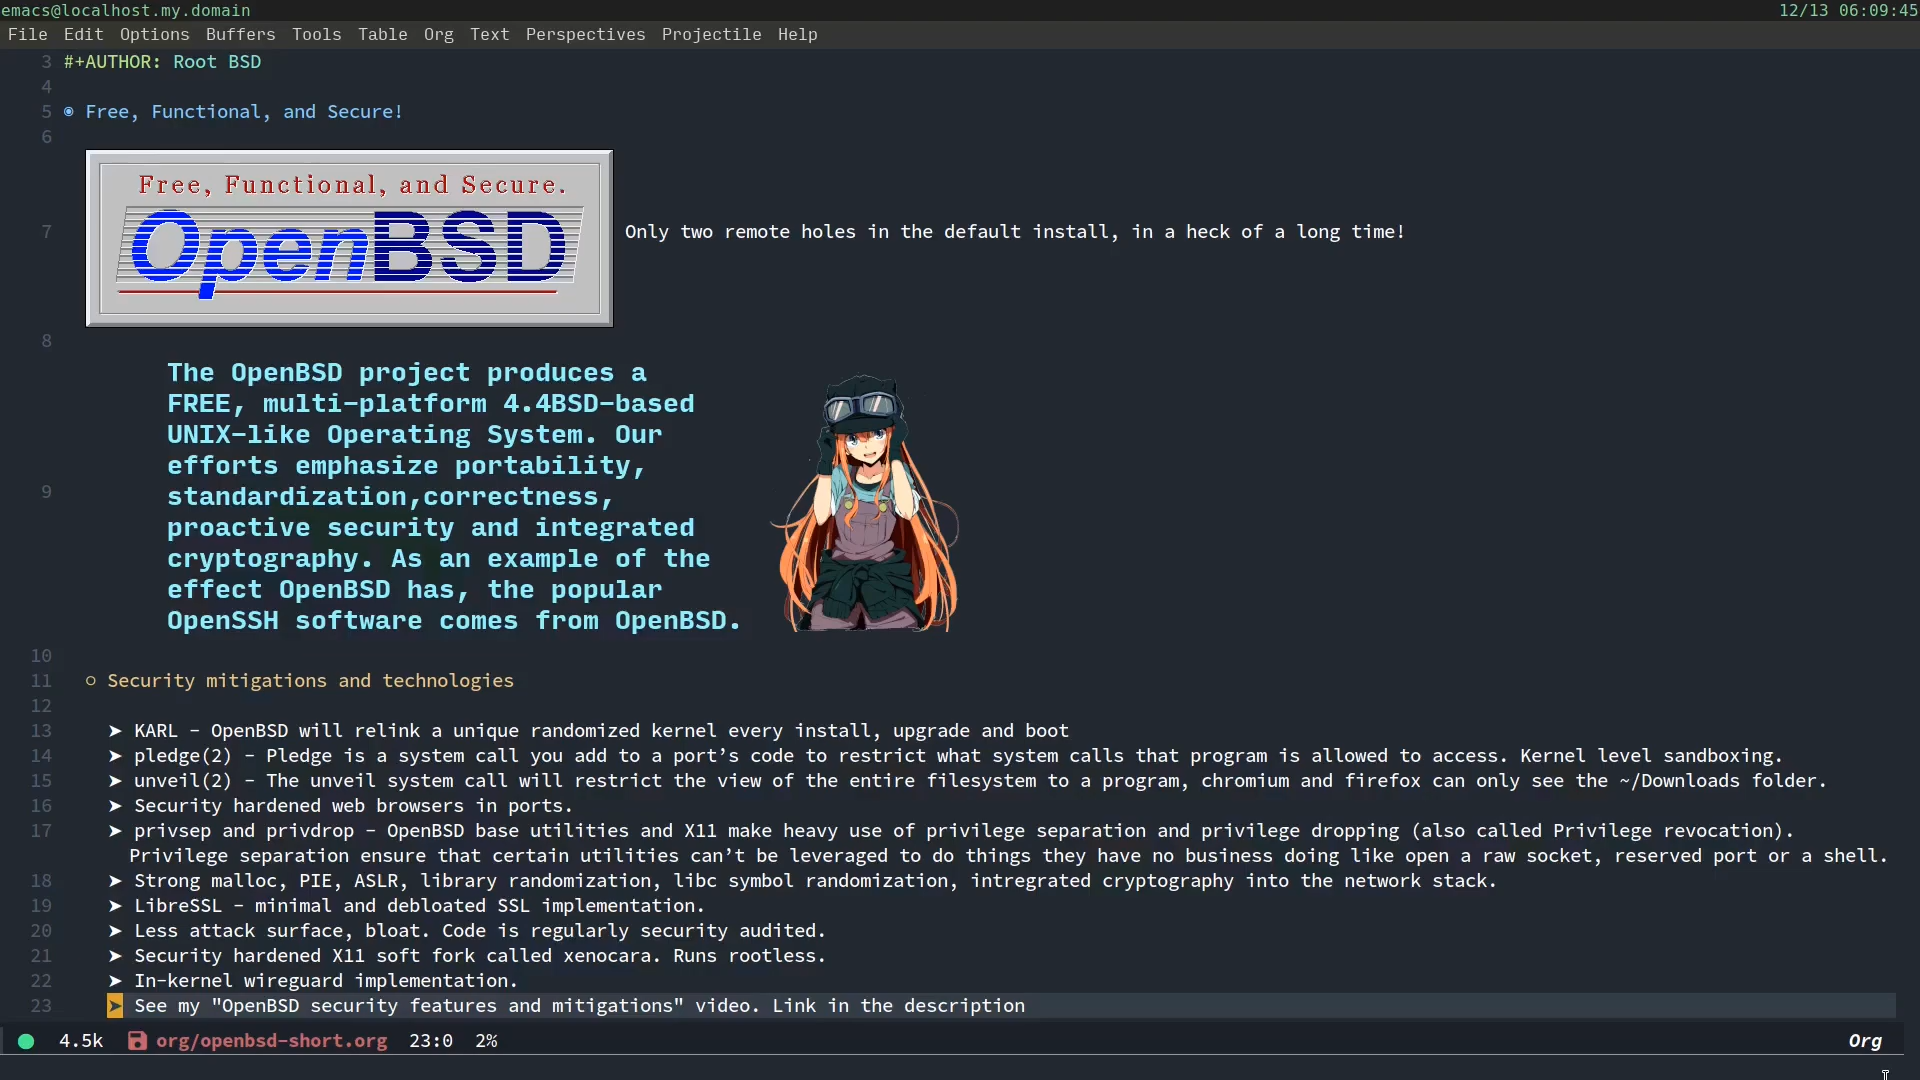 emacs@localhost.my.domain 12/13 06:09:45
File Edit Options Buffers Tools Table Org Text Perspectives Projectile Help
3 #+AUTHOR: Root BSD
4
5 ◉ Free, Functional, and Secure!
6
Free, Functional, and Secure.
OpenBSD
7 Only two remote holes in the default install, in a heck of a long time!
8
The OpenBSD project produces a
FREE, multi-platform 4.4BSD-based
UNIX-like Operating System. Our
efforts emphasize portability,
9 standardization,correctness,
proactive security and integrated
cryptography. As an example of the
effect OpenBSD has, the popular
OpenSSH software comes from OpenBSD.
10
11 ○ Security mitigations and technologies
12
13 ➤ KARL - OpenBSD will relink a unique randomized kernel every install, upgrade and boot
14 ➤ pledge(2) - Pledge is a system call you add to a port’s code to restrict what system calls that program is allowed to access. Kernel level sandboxing.
15 ➤ unveil(2) - The unveil system call will restrict the view of the entire filesystem to a program, chromium and firefox can only see the ~/Downloads folder.
16 ➤ Security hardened web browsers in ports.
17 ➤ privsep and privdrop - OpenBSD base utilities and X11 make heavy use of privilege separation and privilege dropping (also called Privilege revocation).
Privilege separation ensure that certain utilities can’t be leveraged to do things they have no business doing like open a raw socket, reserved port or a shell.
18 ➤ Strong malloc, PIE, ASLR, library randomization, libc symbol randomization, intregrated cryptography into the network stack.
19 ➤ LibreSSL - minimal and debloated SSL implementation.
20 ➤ Less attack surface, bloat. Code is regularly security audited.
21 ➤ Security hardened X11 soft fork called xenocara. Runs rootless.
22 ➤ In-kernel wireguard implementation.
23 ➤ See my "OpenBSD security features and mitigations" video. Link in the description
4.5k org/openbsd-short.org 23:0 2% Org